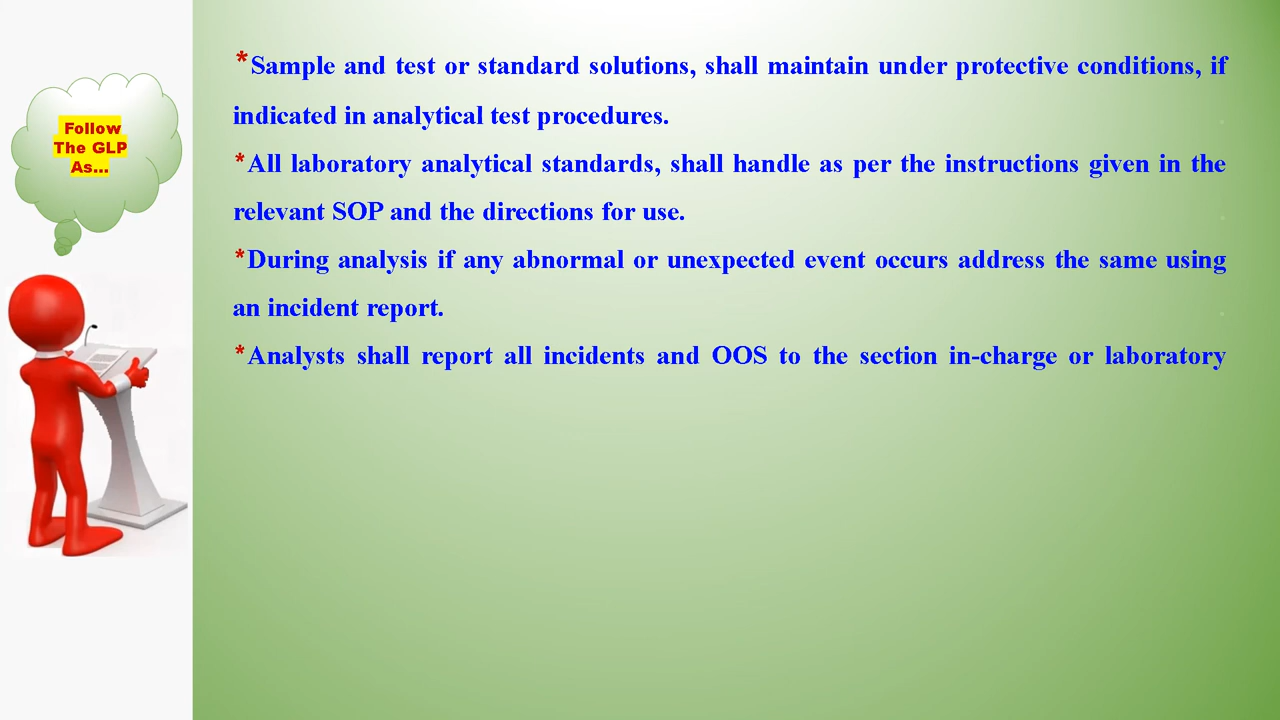 Follow
The GLP
As...
*Sample and test or standard solutions, shall maintain under protective conditions, if
indicated in analytical test procedures.
*All laboratory analytical standards, shall handle as per the instructions given in the
relevant SOP and the directions for use.
*During analysis if any abnormal or unexpected event occurs address the same using
an incident report.
*Analysts shall report all incidents and OOS to the section in-charge or laboratory